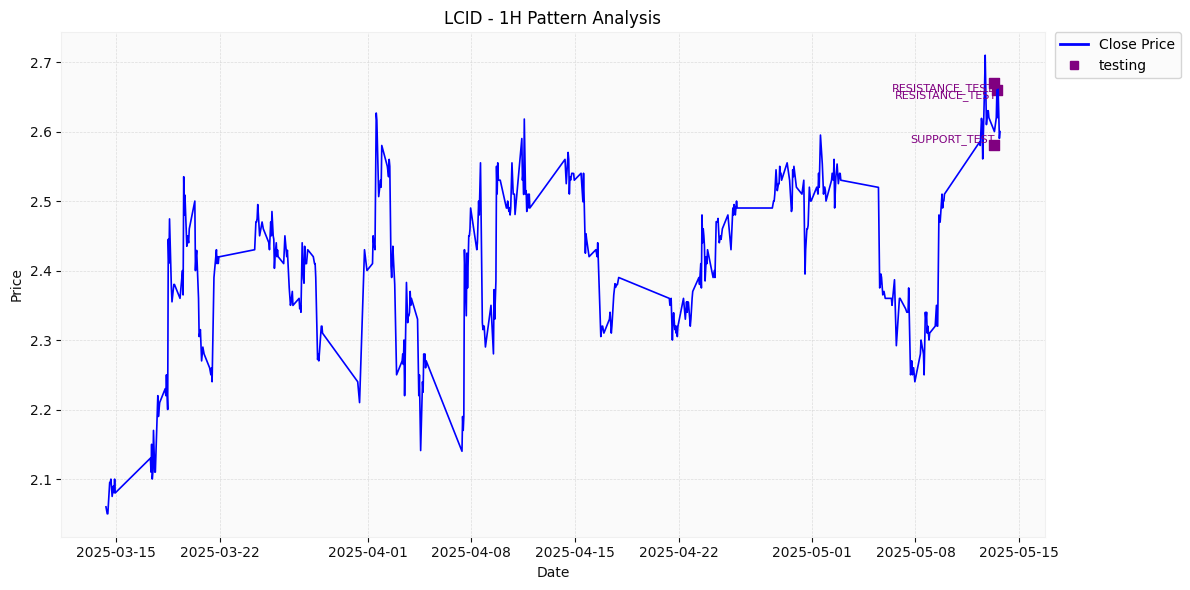 LCID - 1H Pattern Analysis
Close Price
testing
RESISTANCE_TEST
RESISTANCE_TEST
SUPPORT_TEST
Price
2.7
2.6
2.5
2.4
2.3
2.2
2.1
2025-03-15
2025-03-22
2025-04-01
2025-04-08
2025-04-15
2025-04-22
2025-05-01
2025-05-08
2025-05-15
Date